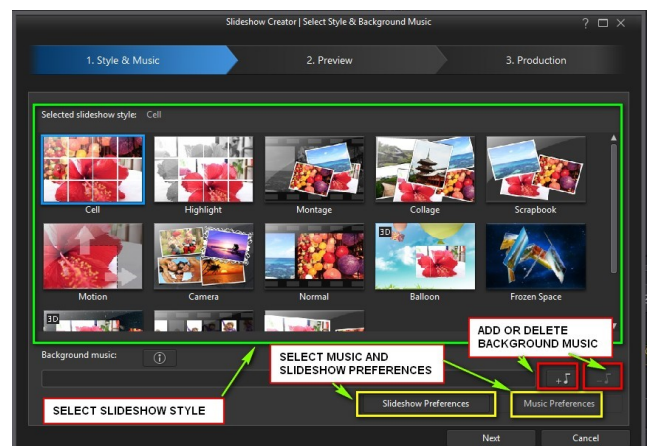 Slideshow Creator | Select Style & Background Music
1. Style & Music
2. Preview
3. Production
Selected slideshow style: Cell
Cell
Highlight
Montage
Collage
Scrapbook
3D
Motion
Camera
Normal
Balloon
Frozen Space
3D
ADD OR DELETE
BACKGROUND MUSIC
Background music:
SELECT MUSIC AND
SLIDESHOW PREFERENCES
SELECT SLIDESHOW STYLE
Slideshow Preferences
Music Preferences
Next
Cancel